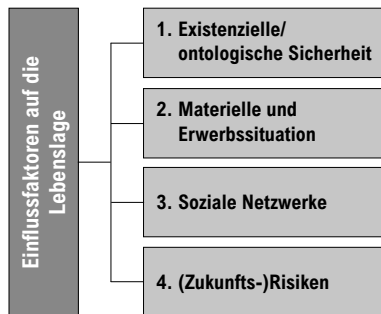 Einflussfaktoren auf die
Lebenslage
1. Existenzielle/
ontologische Sicherheit
2. Materielle und
Erwerbssituation
3. Soziale Netzwerke
4. (Zukunfts-)Risiken